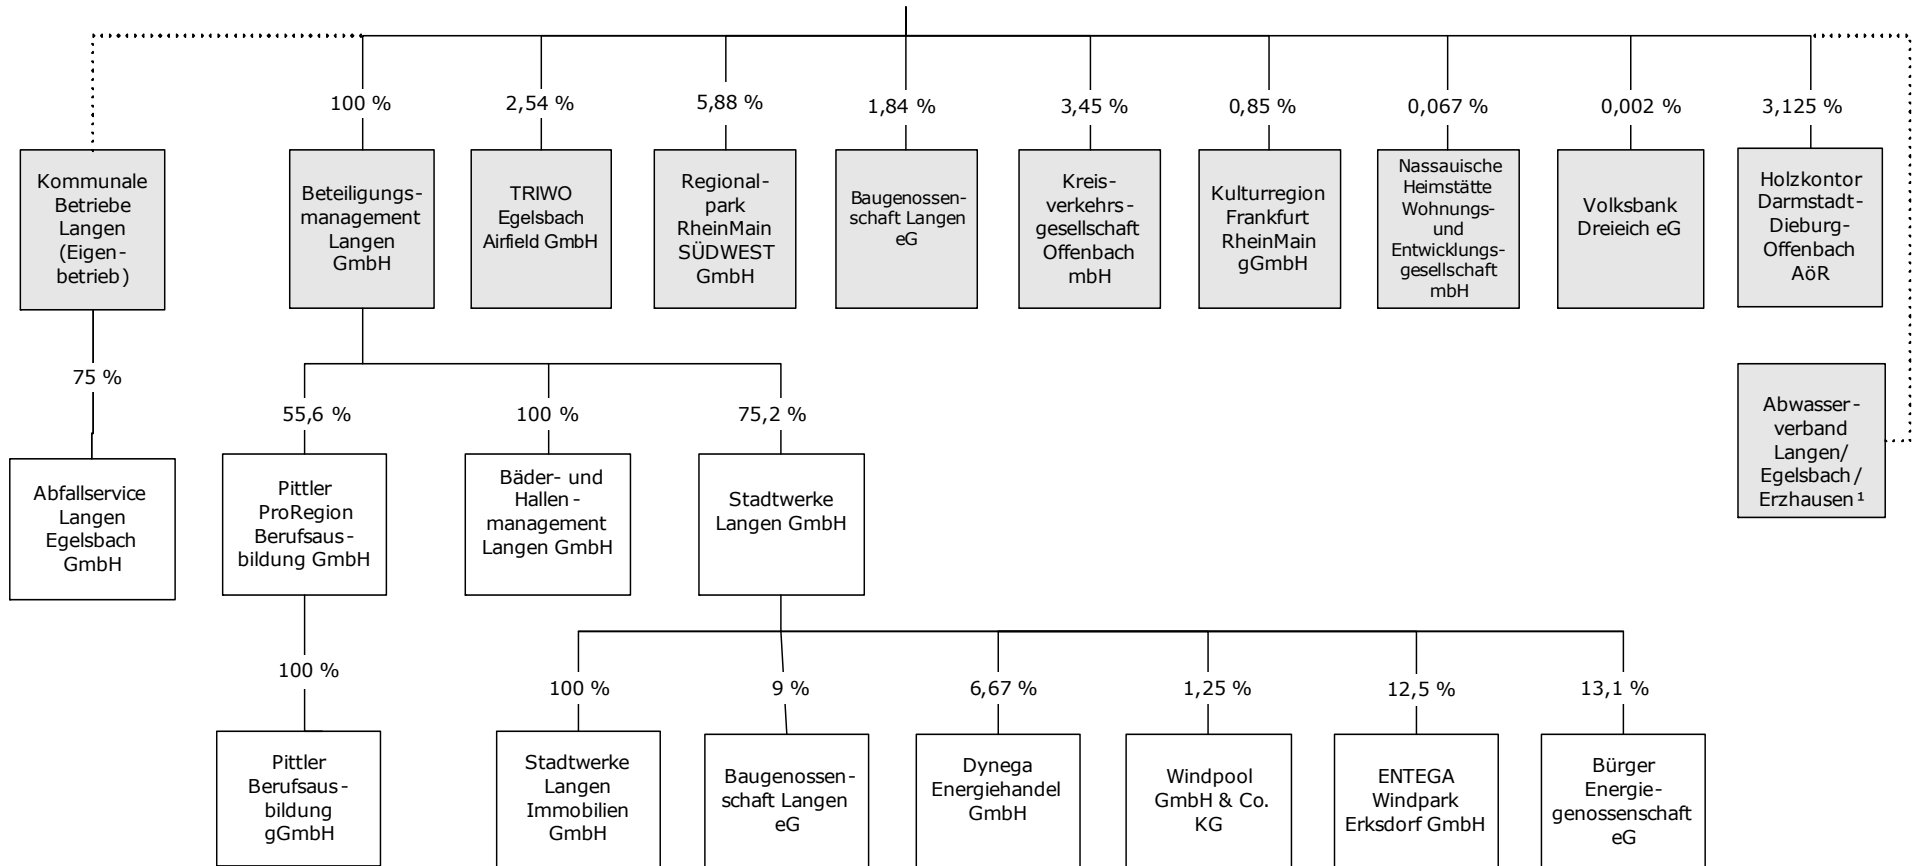 100 %
2,54 %
5,88 %
1,84 %
3,45 %
0,85 %
0,067 %
0,002 %
3,125 %
Kommunale
Betriebe
Langen
(Eigen-
betrieb)
Beteiligungs-
management
Langen
GmbH
TRIWO
Egelsbach
Airfield GmbH
Regional-
park
RheinMain
SÜDWEST
GmbH
Baugenossen-
schaft Langen
eG
Kreis-
verkehrs-
gesellschaft
Offenbach
mbH
Kulturregion
Frankfurt
RheinMain
gGmbH
Nassauische
Heimstätte
Wohnungs-
und
Entwicklungs-
gesellschaft
mbH
Volksbank
Dreieich eG
Holzkontor
Darmstadt-
Dieburg-
Offenbach
AöR
75 %
55,6 %
100 %
75,2 %
Abfallservice
Langen
Egelsbach
GmbH
Pittler
ProRegion
Berufsaus-
bildung GmbH
Bäder- und
Hallen-
management
Langen GmbH
Stadtwerke
Langen GmbH
Abwasser-
verband
Langen/
Egelsbach/
Erzhausen¹
100 %
100 %
9 %
6,67 %
1,25 %
12,5 %
13,1 %
Pittler
Berufsaus-
bildung
gGmbH
Stadtwerke
Langen
Immobilien
GmbH
Baugenossen-
schaft Langen
eG
Dynega
Energiehandel
GmbH
Windpool
GmbH & Co.
KG
ENTEGA
Windpark
Erksdorf GmbH
Bürger
Energie-
genossenschaft
eG